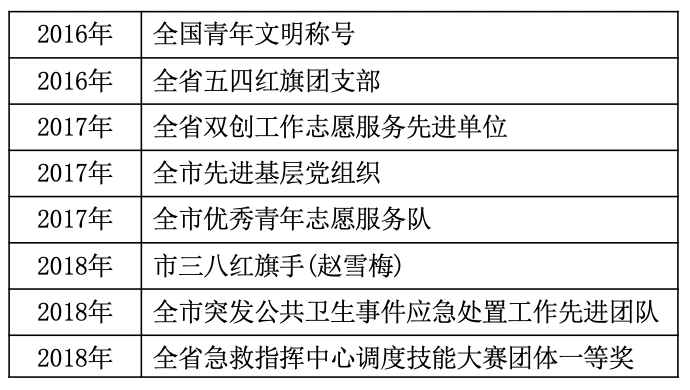 2016年 全国青年文明称号
2016年 全省五四红旗团支部
2017年 全省双创工作志愿服务先进单位
2017年 全市先进基层党组织
2017年 全市优秀青年志愿服务队
2018年 市三八红旗手(赵雪梅)
2018年 全市突发公共卫生事件应急处置工作先进团队
2018年 全省急救指挥中心调度技能大赛团体一等奖